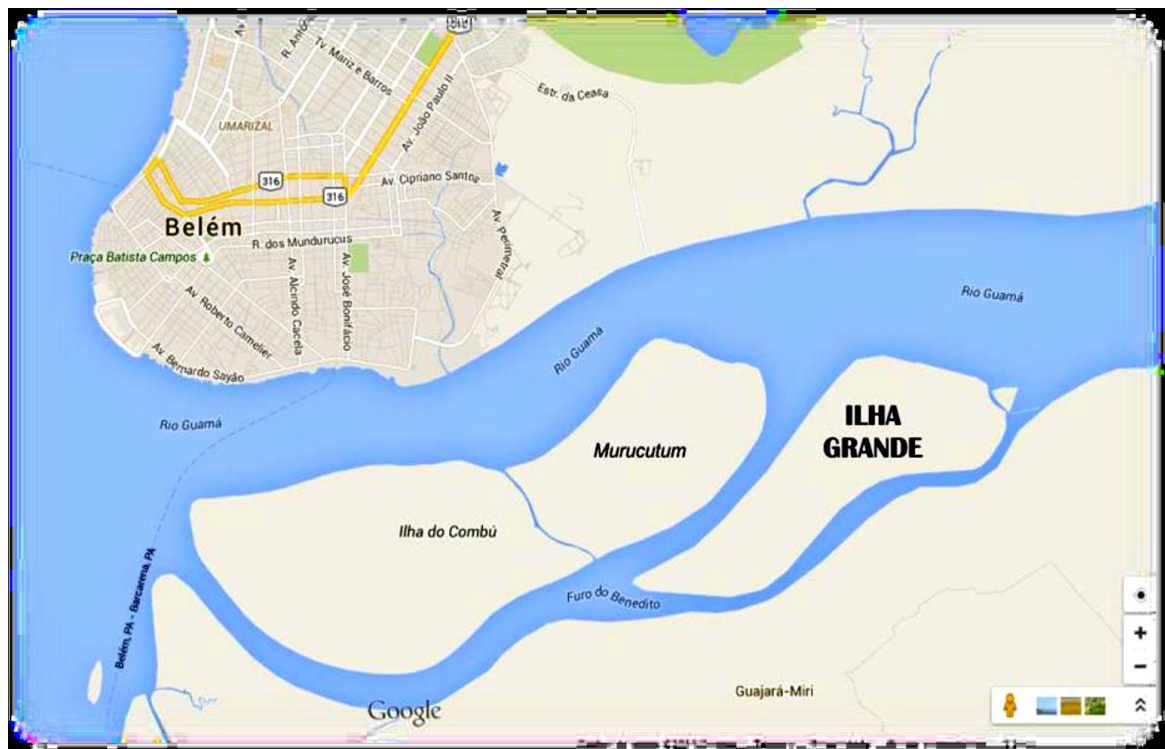 R. Antôn
Tv. Mariz e Barros
Av. João Paulo II
Estr. da Ceasa
UMARIZAL
316
316
Av. Cipriano Santos
Belém
R. dos Mundurucus
Praça Batista Campos
Av. Perimetral
Av. Alcindo Cacela
Av. José Bonifácio
Av. Roberto Camelier
Av. Bernardo Sayão
Rio Guamá
Rio Guamá
Rio Guamá
ILHA
GRANDE
Murucutum
Ilha do Combú
Furo do Benedito
Belém, PA - Barcarena, PA
Guajará-Miri
Google
+
−